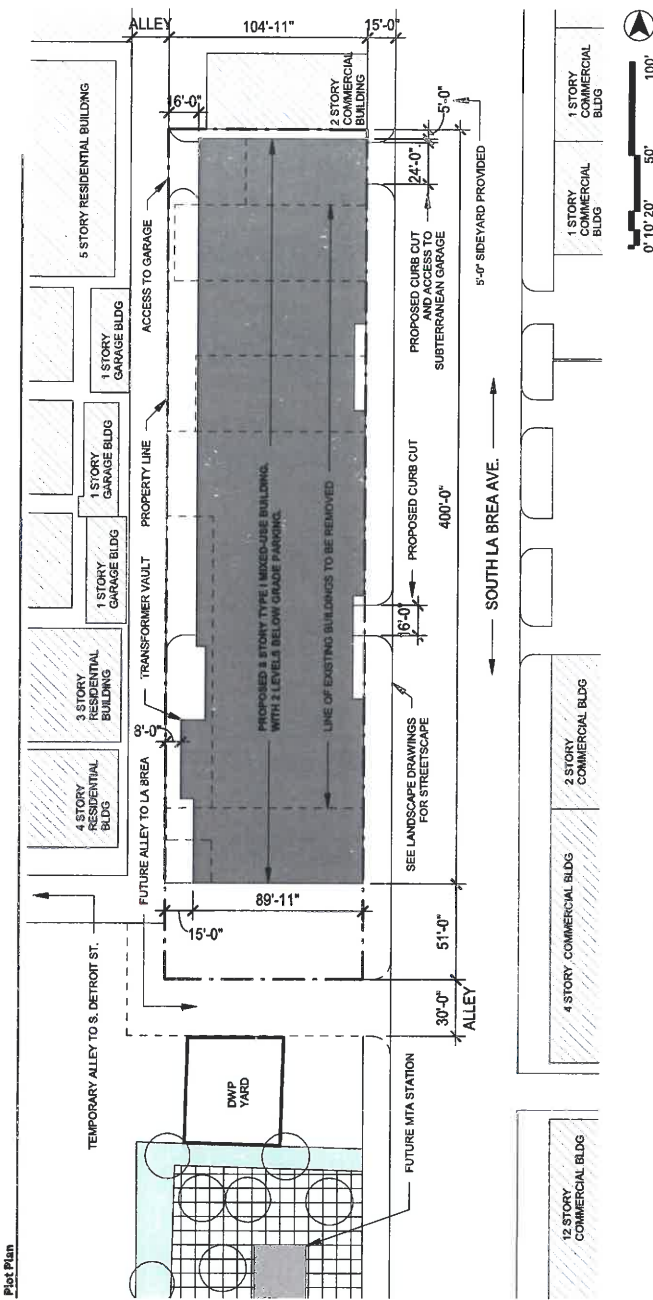 Plot Plan
TEMPORARY ALLEY TO S. DETROIT ST.
4 STORY
RESIDENTIAL
BLDG
3 STORY
RESIDENTIAL
BUILDING
1 STORY
GARAGE BLDG
1 STORY
GARAGE BLDG
1 STORY
GARAGE BLDG
5 STORY RESIDENTIAL BUILDING
ALLEY
104'-11"
15'-0"
FUTURE ALLEY TO LA BREA
8'-0"
TRANSFORMER VAULT
PROPERTY LINE
ACCESS TO GARAGE
16'-0"
2 STORY
COMMERCIAL
BUILDING
15'-0"
89'-11"
PROPOSED 8 STORY TYPE I MIXED-USE BUILDING,
WITH 2 LEVELS BELOW GRADE PARKING.
LINE OF EXISTING BUILDINGS TO BE REMOVED
DWP
YARD
FUTURE MTA STATION
30'-0"
ALLEY
51'-0"
SEE LANDSCAPE DRAWINGS
FOR STREETSCAPE
16'-0"
PROPOSED CURB CUT
400'-0"
PROPOSED CURB CUT
AND ACCESS TO
SUBTERRANEAN GARAGE
24'-0"
5'-0"
5'-0" SIDEYARD PROVIDED
SOUTH LA BREA AVE.
12 STORY
COMMERCIAL BLDG
4 STORY COMMERCIAL BLDG
2 STORY
COMMERCIAL BLDG
1 STORY
COMMERCIAL
BLDG
1 STORY
COMMERCIAL
BLDG
0' 10' 20' 50' 100'